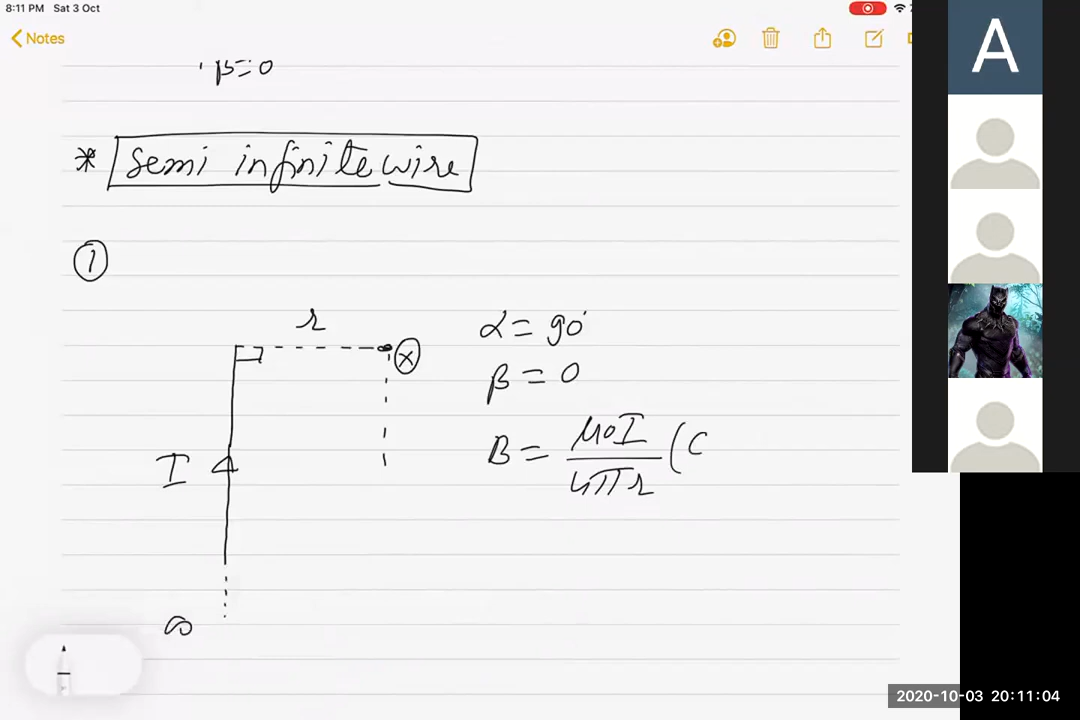 8:11 PM Sat 3 Oct
Notes
β=0
* Semi infinite wire
1
r
α = 90°
×
β = 0
B = μ0I / 4πr (C
I
∞
A
2020-10-03 20:11:04